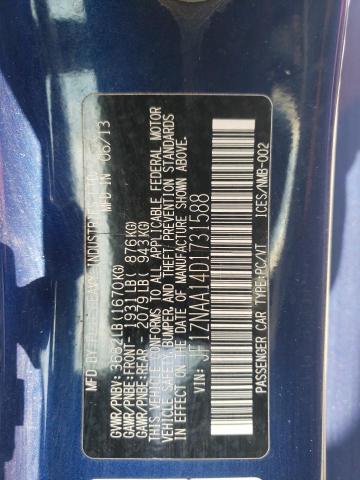 MFD BY FUJI HEAVY INDUSTRIES LTD.
MFG. IN 06/13
GVWR/PNBV: 3682LB(1670KG)
GAWR/PNBE:FRONT- 1931LB( 876KG)
GAWR/PNBE:REAR- 2079LB( 943KG)
THIS VEHICLE CONFORMS TO ALL APPLICABLE FEDERAL MOTOR
VEHICLE SAFETY, BUMPER AND THEFT PREVENTION STANDARDS
IN EFFECT ON THE DATE OF MANUFACTURE SHOWN ABOVE.
VIN: JF1ZNAA14D1731588
PASSENGER CAR TYPE:PC/VT
ICES/NMB-002